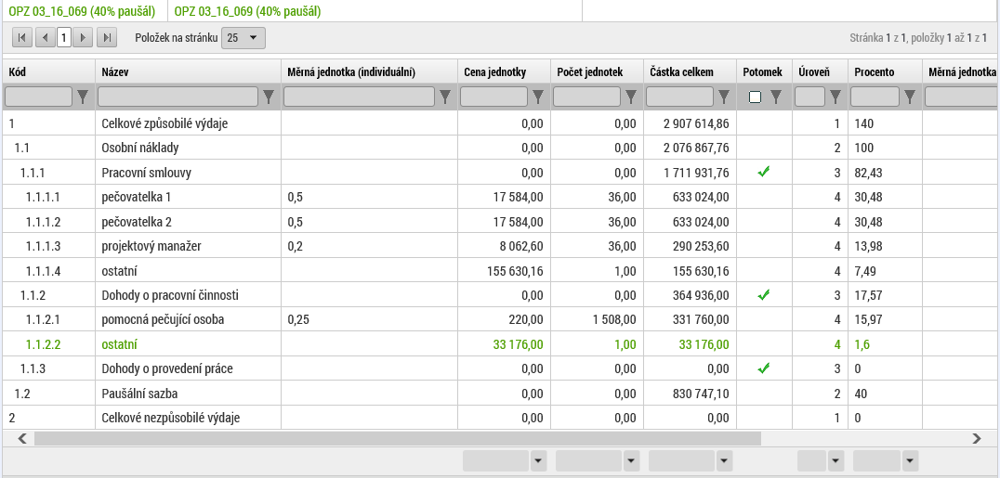 OPZ 03_16_069 (40% paušál) OPZ 03_16_069 (40% paušál)
1 Položek na stránku 25 Stránka 1 z 1, položky 1 až 1 z 1
Kód Název Měrná jednotka (individuální) Cena jednotky Počet jednotek Částka celkem Potomek Úroveň Procento Měrná jednotka
1 Celkové způsobilé výdaje 0,00 0,00 2 907 614,86 1 140
1.1 Osobní náklady 0,00 0,00 2 076 867,76 2 100
1.1.1 Pracovní smlouvy 0,00 0,00 1 711 931,76 3 82,43
1.1.1.1 pečovatelka 1 0,5 17 584,00 36,00 633 024,00 4 30,48
1.1.1.2 pečovatelka 2 0,5 17 584,00 36,00 633 024,00 4 30,48
1.1.1.3 projektový manažer 0,2 8 062,60 36,00 290 253,60 4 13,98
1.1.1.4 ostatní 155 630,16 1,00 155 630,16 4 7,49
1.1.2 Dohody o pracovní činnosti 0,00 0,00 364 936,00 3 17,57
1.1.2.1 pomocná pečující osoba 0,25 220,00 1 508,00 331 760,00 4 15,97
1.1.2.2 ostatní 33 176,00 1,00 33 176,00 4 1,6
1.1.3 Dohody o provedení práce 0,00 0,00 0,00 3 0
1.2 Paušální sazba 0,00 0,00 830 747,10 2 40
2 Celkové nezpůsobilé výdaje 0,00 0,00 0,00 1 0